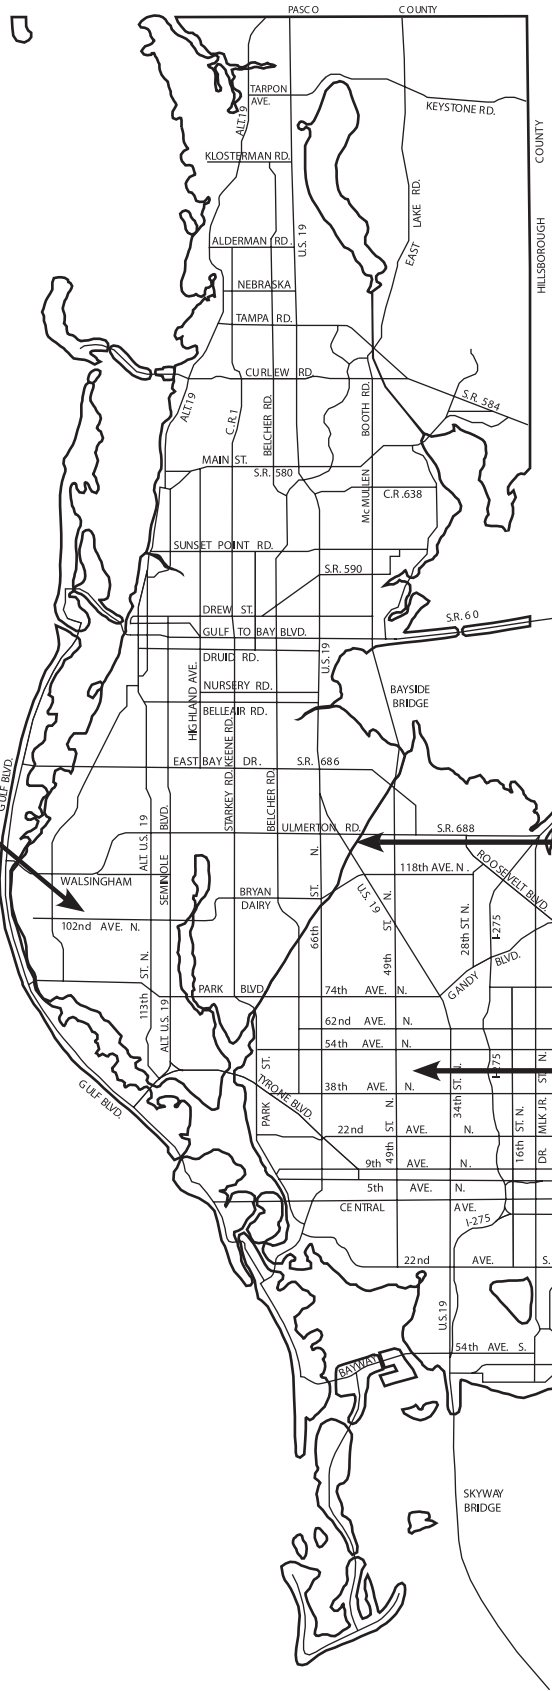 PASCO COUNTY
TARPON
AVE.
KEYSTONE RD.
ALT.19
COUNTY
HILLSBOROUGH
KLOSTERMAN RD.
LAKE RD.
EAST
U.S. 19
ALDERMAN RD.
NEBRASKA
TAMPA RD.
CURLEW RD.
ALT.19
C.R.1
BELCHER RD.
BOOTH RD.
McMULLEN
S.R. 584
MAIN ST.
S.R. 580
C.R.638
SUNSET POINT RD.
S.R. 590
DREW ST.
S.R. 60
GULF TO BAY BLVD.
U.S. 19
DRUID RD.
HIGHLAND AVE.
NURSERY RD.
BAYSIDE
BRIDGE
BELLEAIR RD.
KEENE RD.
STARKEY RD.
EAST BAY DR. S.R. 686
GULF BLVD.
BELCHER RD.
ALT U.S. 19
SEMINOLE BLVD.
ULMERTON RD. S.R. 688
WALSINGHAM
118th AVE. N.
ROOSEVELT BLVD.
BRYAN
DAIRY
U.S. 19
66th ST. N.
49th ST. N.
28th ST. N.
I-275
102nd AVE. N.
GANDY BLVD.
113th ST. N.
ALT U.S. 19
PARK BLVD. 74th AVE. N.
62nd AVE. N.
54th AVE. N.
I-275
GULF BLVD.
TYRONE BLVD.
38th AVE. N.
PARK ST.
49th ST. N.
34th ST. N.
16th ST. N.
DR. MLK JR. ST. N.
22nd AVE. N.
9th AVE. N.
5th AVE. N.
CENTRAL AVE.
I-275
22nd AVE. S.
U.S.19
54th AVE. S.
BAYWAY
SKYWAY
BRIDGE